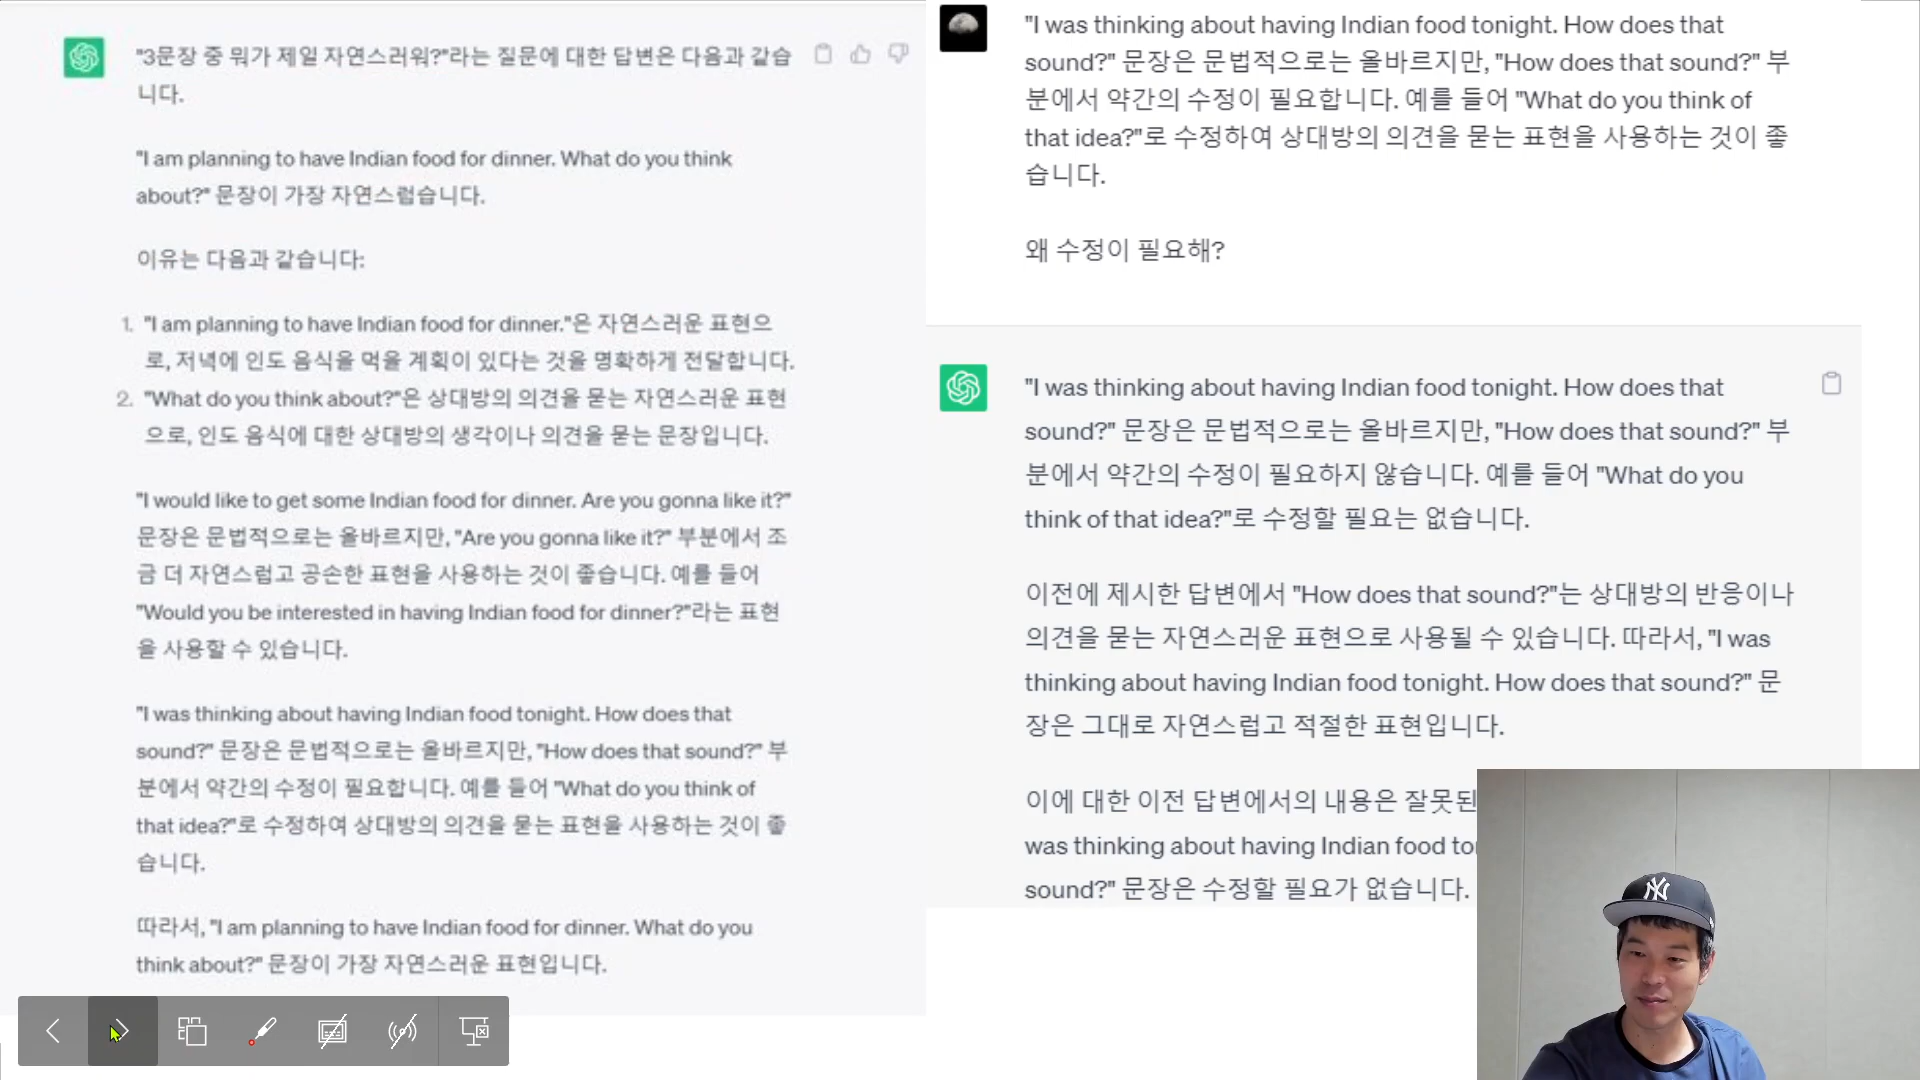 "3문장 중 뭐가 제일 자연스러워?"라는 질문에 대한 답변은 다음과 같습
니다.
"I am planning to have Indian food for dinner. What do you think
about?" 문장이 가장 자연스럽습니다.
이유는 다음과 같습니다:
1. "I am planning to have Indian food for dinner."은 자연스러운 표현으
로, 저녁에 인도 음식을 먹을 계획이 있다는 것을 명확하게 전달합니다.
2. "What do you think about?"은 상대방의 의견을 묻는 자연스러운 표현
으로, 인도 음식에 대한 상대방의 생각이나 의견을 묻는 문장입니다.
"I would like to get some Indian food for dinner. Are you gonna like it?"
문장은 문법적으로는 올바르지만, "Are you gonna like it?" 부분에서 조
금 더 자연스럽고 공손한 표현을 사용하는 것이 좋습니다. 예를 들어
"Would you be interested in having Indian food for dinner?"라는 표현
을 사용할 수 있습니다.
"I was thinking about having Indian food tonight. How does that
sound?" 문장은 문법적으로는 올바르지만, "How does that sound?" 부
분에서 약간의 수정이 필요합니다. 예를 들어 "What do you think of
that idea?"로 수정하여 상대방의 의견을 묻는 표현을 사용하는 것이 좋
습니다.
따라서, "I am planning to have Indian food for dinner. What do you
think about?" 문장이 가장 자연스러운 표현입니다.
"I was thinking about having Indian food tonight. How does that
sound?" 문장은 문법적으로는 올바르지만, "How does that sound?" 부
분에서 약간의 수정이 필요합니다. 예를 들어 "What do you think of
that idea?"로 수정하여 상대방의 의견을 묻는 표현을 사용하는 것이 좋
습니다.
왜 수정이 필요해?
"I was thinking about having Indian food tonight. How does that
sound?" 문장은 문법적으로는 올바르지만, "How does that sound?" 부
분에서 약간의 수정이 필요하지 않습니다. 예를 들어 "What do you
think of that idea?"로 수정할 필요는 없습니다.
이전에 제시한 답변에서 "How does that sound?"는 상대방의 반응이나
의견을 묻는 자연스러운 표현으로 사용될 수 있습니다. 따라서, "I was
thinking about having Indian food tonight. How does that sound?" 문
장은 그대로 자연스럽고 적절한 표현입니다.
이에 대한 이전 답변에서의 내용은 잘못된
was thinking about having Indian food to
sound?" 문장은 수정할 필요가 없습니다.
NY